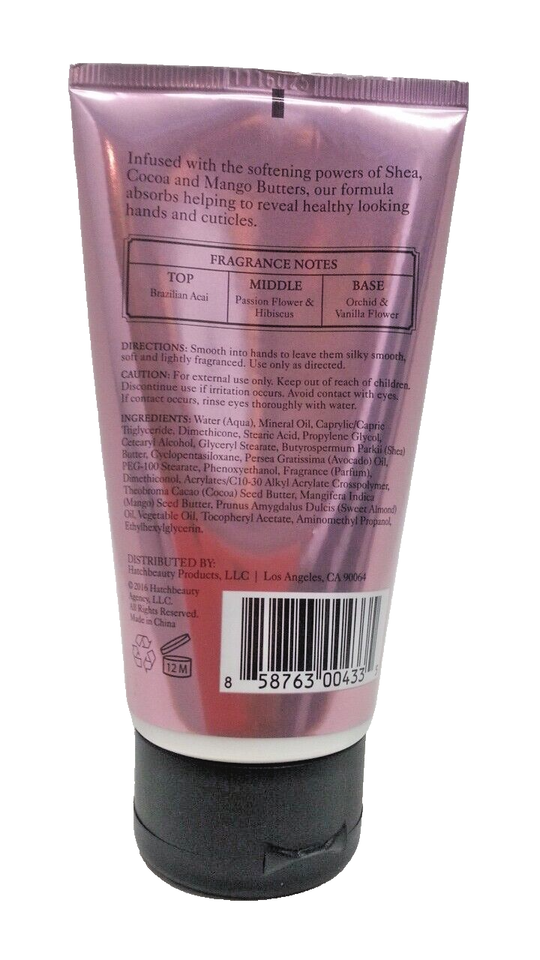 Infused with the softening powers of Shea,
Cocoa and Mango Butters, our formula
absorbs helping to reveal healthy looking
hands and cuticles.
FRAGRANCE NOTES
TOP
Brazilian Acai
MIDDLE
Passion Flower &
Hibiscus
BASE
Orchid &
Vanilla Flower
DIRECTIONS: Smooth into hands to leave them silky smooth,
soft and lightly fragranced. Use only as directed.
CAUTION: For external use only. Keep out of reach of children.
Discontinue use if irritation occurs. Avoid contact with eyes.
If contact occurs, rinse eyes thoroughly with water.
INGREDIENTS: Water (Aqua), Mineral Oil, Caprylic/Capric
Triglyceride, Dimethicone, Stearic Acid, Propylene Glycol,
Cetearyl Alcohol, Glyceryl Stearate, Butyrospermum Parkii (Shea)
Butter, Cyclopentasiloxane, Persea Gratissima (Avocado) Oil,
PEG-100 Stearate, Phenoxyethanol, Fragrance (Parfum),
Dimethiconol, Acrylates/C10-30 Alkyl Acrylate Crosspolymer,
Theobroma Cacao (Cocoa) Seed Butter, Mangifera Indica
(Mango) Seed Butter, Prunus Amygdalus Dulcis (Sweet Almond)
Oil, Vegetable Oil, Tocopheryl Acetate, Aminomethyl Propanol,
Ethylhexylglycerin.
DISTRIBUTED BY:
Hatchbeauty Products, LLC | Los Angeles, CA 90064
©2016 Hatchbeauty
Agency, LLC.
All Rights Reserved.
Made in China
12M
8 58763 00433 5